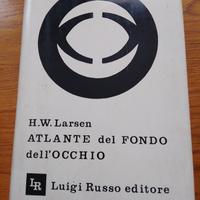 H.W. Larsen
ATLANTE del FONDO
dell'OCCHIO
LR Luigi Russo editore